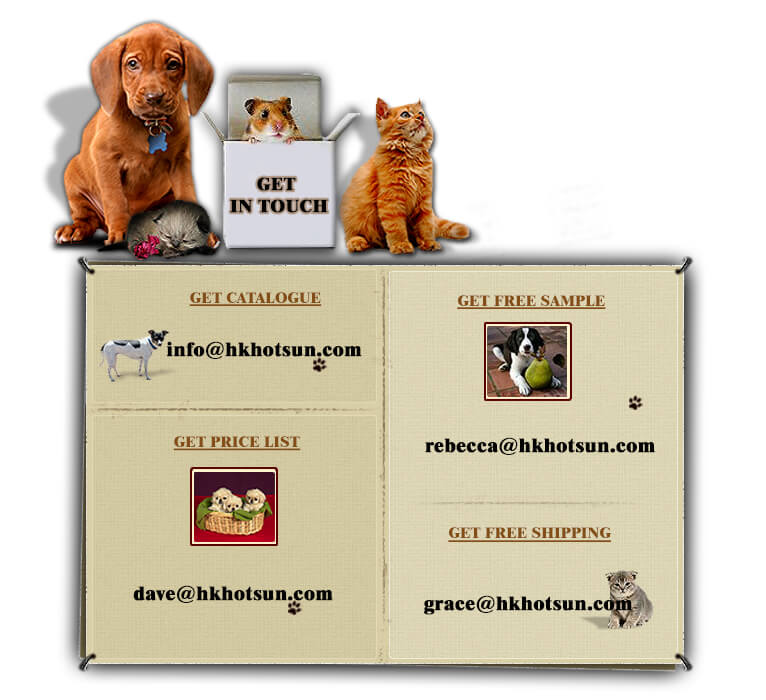 GET
IN TOUCH
GET CATALOGUE
info@hkhotsun.com
GET PRICE LIST
dave@hkhotsun.com
GET FREE SAMPLE
rebecca@hkhotsun.com
GET FREE SHIPPING
grace@hkhotsun.com